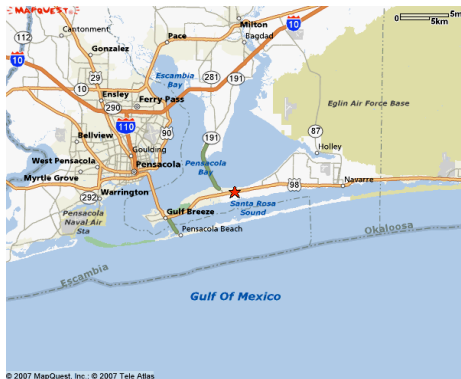 MAPQUEST
5mi
5km
Cantonment
112
Gonzalez
Milton
Bagdad
10
Pace
10
29
Escambia
Bay
281
191
10
Ensley
290
Ferry Pass
Eglin Air Force Base
110
90
191
87
Bellview
Goulding
Holley
West Pensacola
Pensacola
Pensacola
Bay
Myrtle Grove
98
Navarre
292
Warrington
Santa Rosa
Sound
Pensacola
Naval Air
Sta
Gulf Breeze
Pensacola Beach
Okaloosa
Escambia
Gulf Of Mexico
© 2007 MapQuest, Inc.; © 2007 Tele Atlas